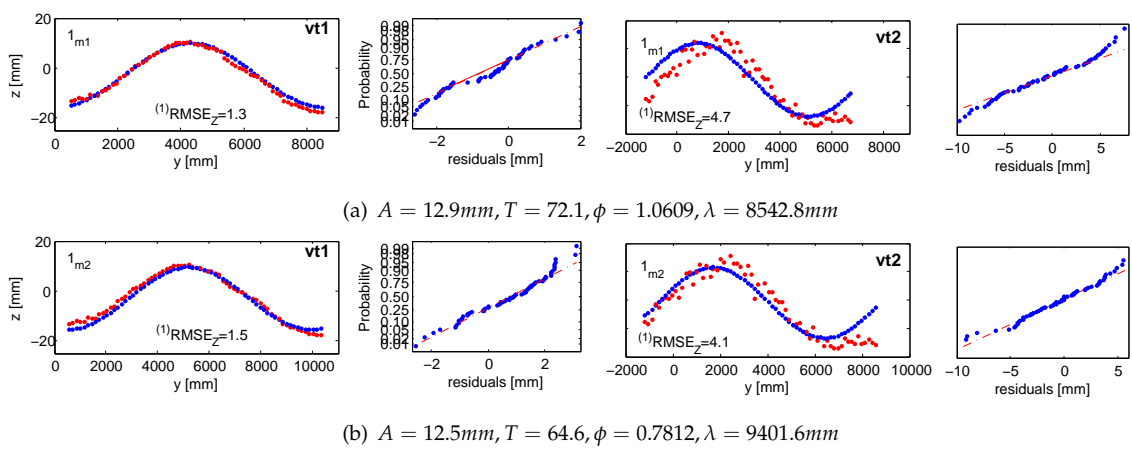 20
10
0
−10
−20
z [mm]
1m1
vt1
(1)RMSEZ=1.3
0 2000 4000 6000 8000
y [mm]
0.99
0.98
0.95
0.90
0.75
0.50
0.25
0.10
0.05
0.02
0.01
Probability
−2 0 2
residuals [mm]
1m1
vt2
(1)RMSEZ=4.7
−2000 0 2000 4000 6000 8000
y [mm]
−10 −5 0 5
residuals [mm]
(a) A = 12.9mm, T = 72.1, ϕ = 1.0609, λ = 8542.8mm
20
0
−20
z [mm]
1m2
vt1
(1)RMSEZ=1.5
0 2000 4000 6000 8000 10000
y [mm]
0.99
0.98
0.95
0.90
0.75
0.50
0.25
0.10
0.05
0.02
0.01
Probability
−2 0 2
residuals [mm]
1m2
vt2
(1)RMSEZ=4.1
−2000 0 2000 4000 6000 8000 10000
y [mm]
−10 −5 0 5
residuals [mm]
(b) A = 12.5mm, T = 64.6, ϕ = 0.7812, λ = 9401.6mm